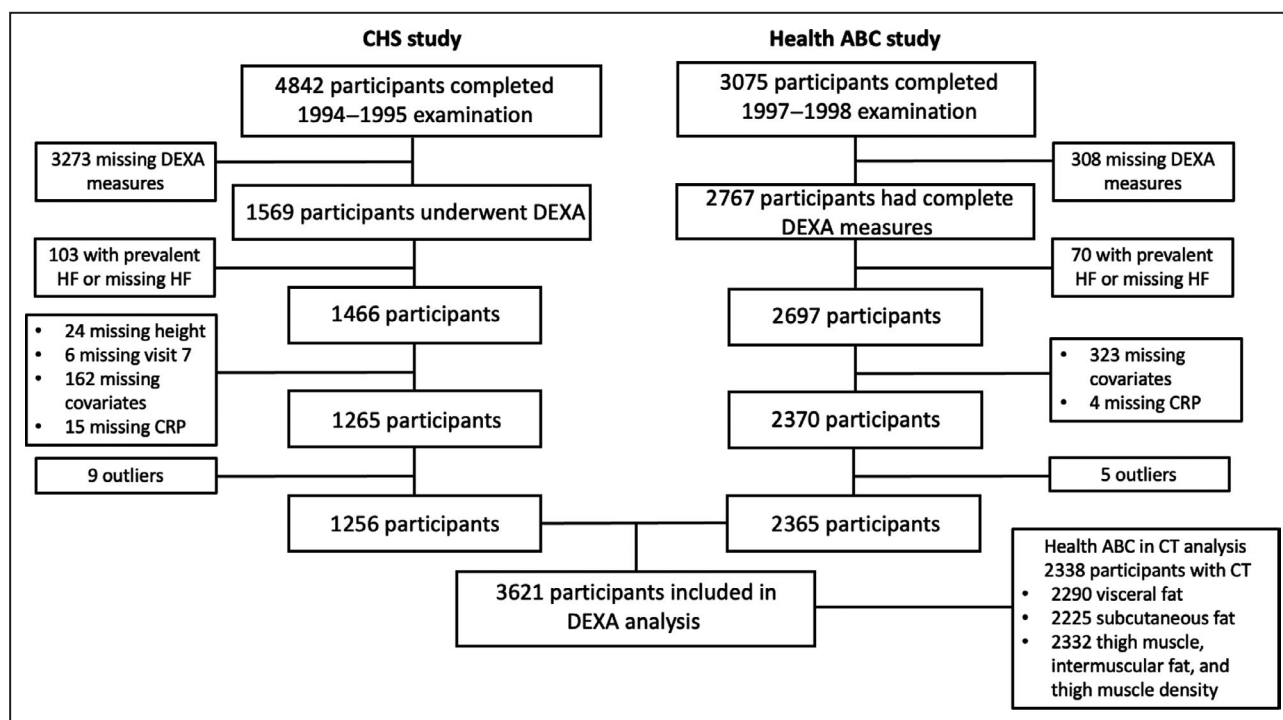 CHS study
Health ABC study
4842 participants completed
1994–1995 examination
3075 participants completed
1997–1998 examination
3273 missing DEXA
measures
308 missing DEXA
measures
1569 participants underwent DEXA
2767 participants had complete
DEXA measures
103 with prevalent
HF or missing HF
70 with prevalent
HF or missing HF
1466 participants
2697 participants
• 24 missing height
• 6 missing visit 7
• 162 missing
covariates
• 15 missing CRP
• 323 missing
covariates
• 4 missing CRP
1265 participants
2370 participants
9 outliers
5 outliers
1256 participants
2365 participants
3621 participants included in
DEXA analysis
Health ABC in CT analysis
2338 participants with CT
• 2290 visceral fat
• 2225 subcutaneous fat
• 2332 thigh muscle,
intermuscular fat, and
thigh muscle density